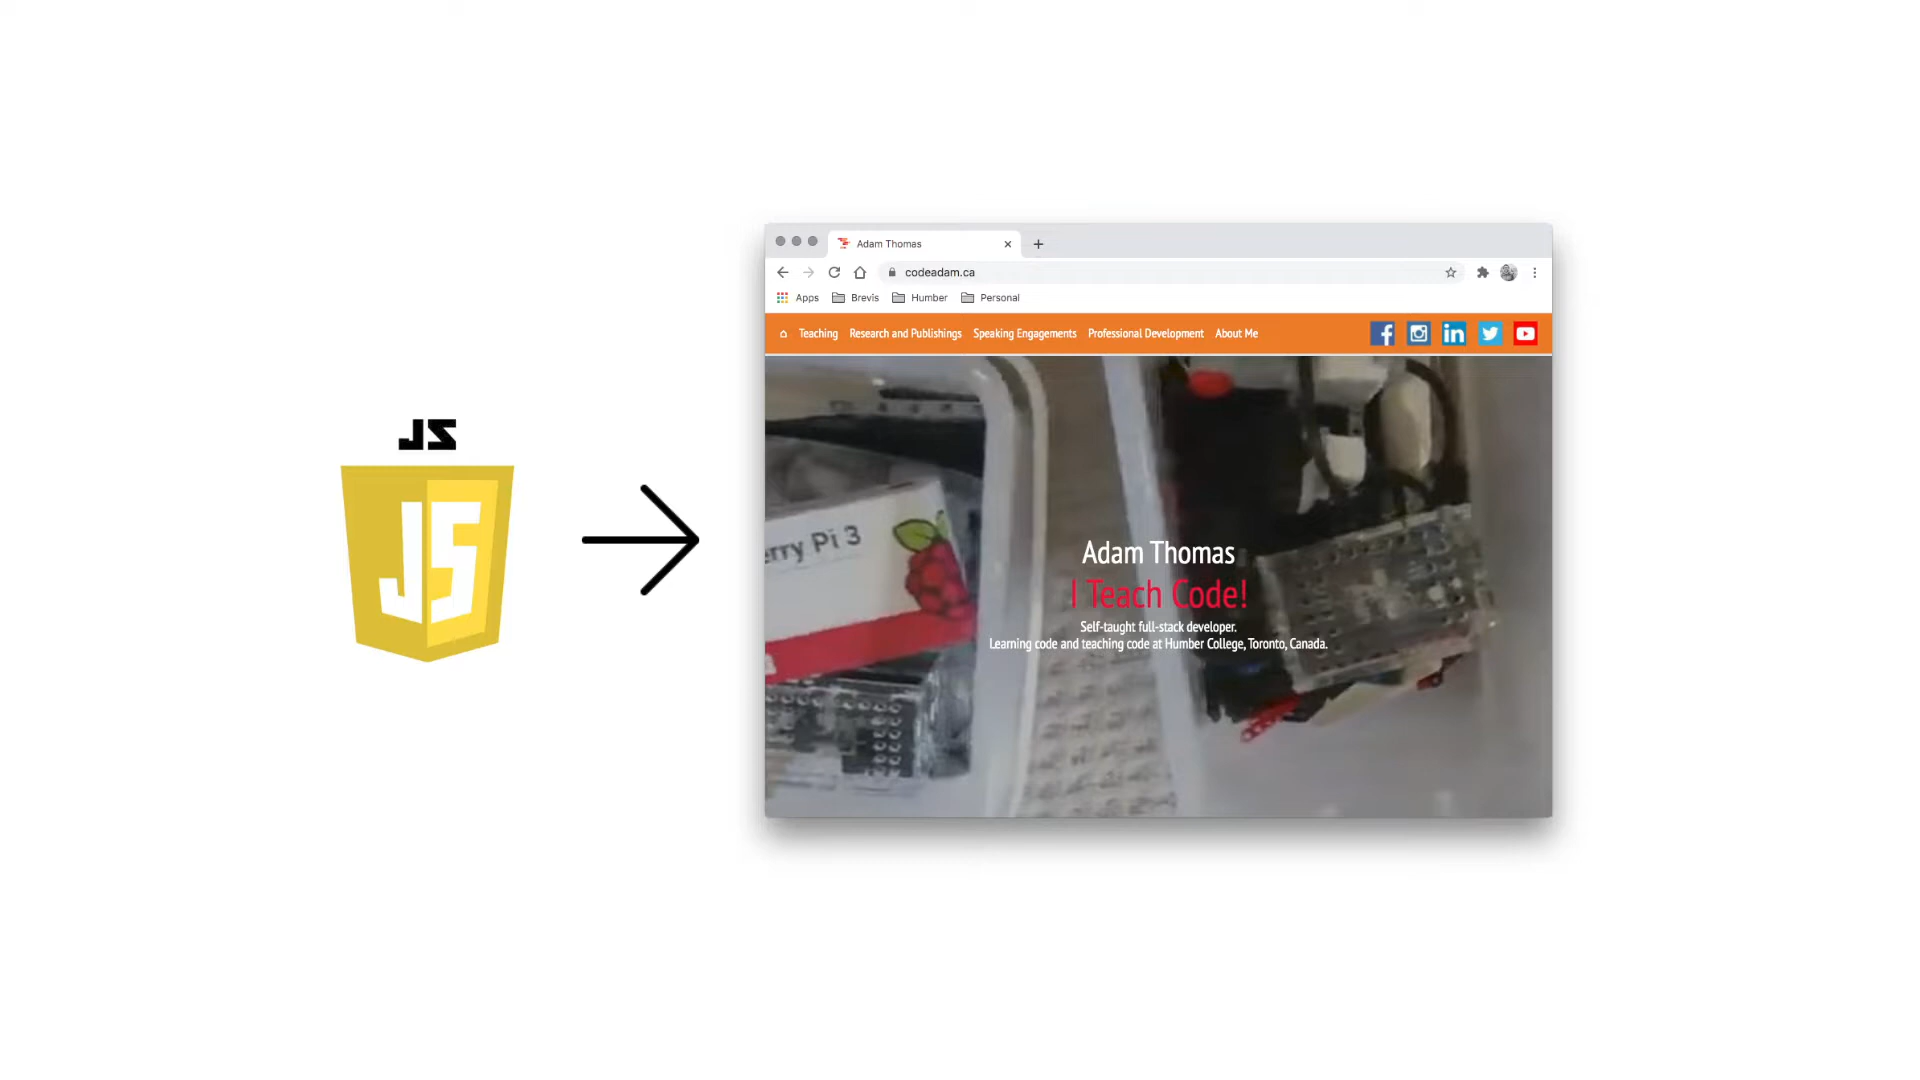 JS
JS
Adam Thomas
codeadam.ca
Apps Brevis Humber Personal
Teaching Research and Publishings Speaking Engagements Professional Development About Me
erry Pi 3
Adam Thomas
I Teach Code!
Self-taught full-stack developer.
Learning code and teaching code at Humber College, Toronto, Canada.